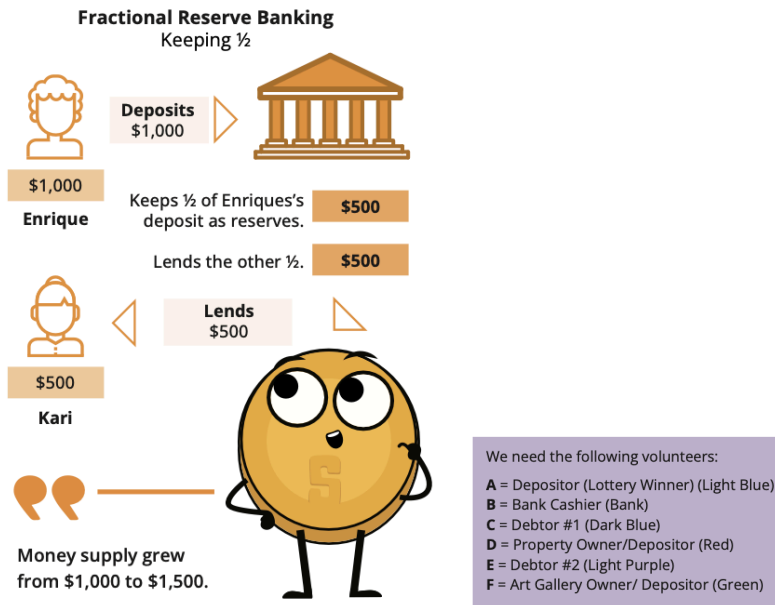 Fractional Reserve Banking
Keeping ½
Deposits
$1,000
$1,000
Enrique
Keeps ½ of Enriques’s
deposit as reserves.
$500
Lends the other ½.
$500
Lends
$500
$500
Kari
Money supply grew
from $1,000 to $1,500.
We need the following volunteers:
A = Depositor (Lottery Winner) (Light Blue)
B = Bank Cashier (Bank)
C = Debtor #1 (Dark Blue)
D = Property Owner/Depositor (Red)
E = Debtor #2 (Light Purple)
F = Art Gallery Owner/ Depositor (Green)